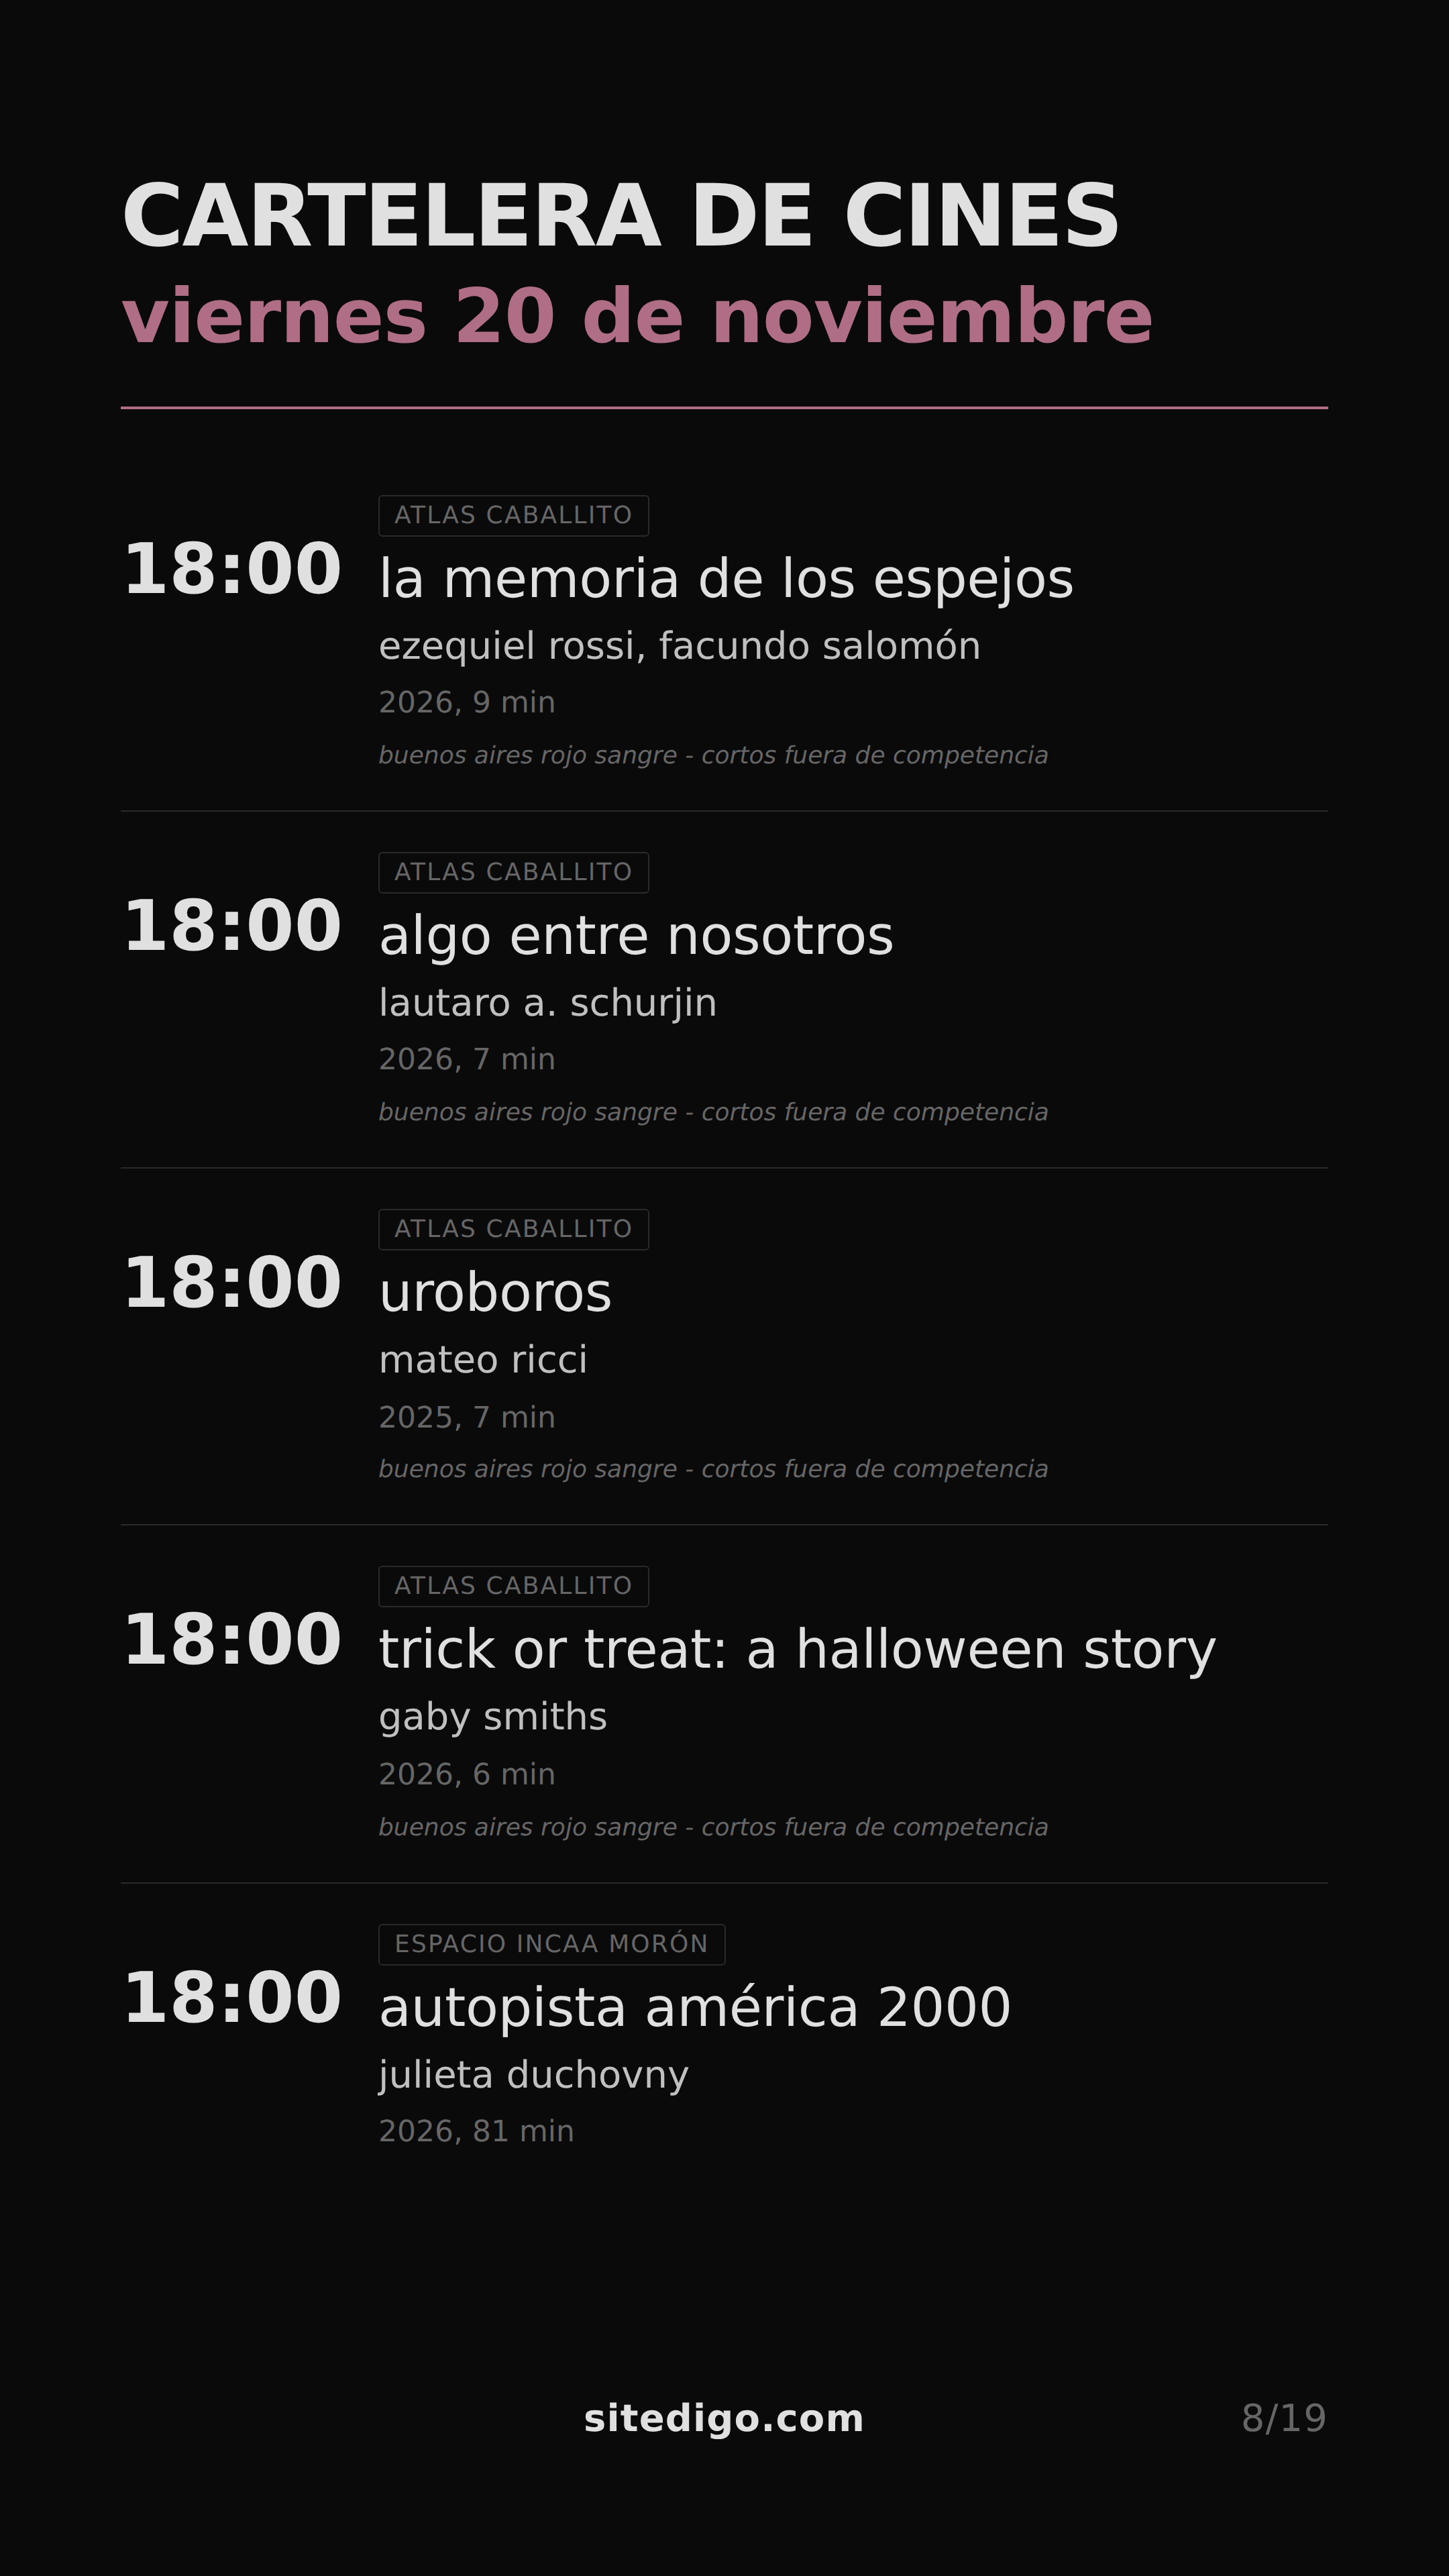 CARTELERA DE CINES
viernes 20 de noviembre
ATLAS CABALLITO
18:00
la memoria de los espejos
ezequiel rossi, facundo salomón
2026, 9 min
buenos aires rojo sangre - cortos fuera de competencia
ATLAS CABALLITO
18:00
algo entre nosotros
lautaro a. schurjin
2026, 7 min
buenos aires rojo sangre - cortos fuera de competencia
ATLAS CABALLITO
18:00
uroboros
mateo ricci
2025, 7 min
buenos aires rojo sangre - cortos fuera de competencia
ATLAS CABALLITO
18:00
trick or treat: a halloween story
gaby smiths
2026, 6 min
buenos aires rojo sangre - cortos fuera de competencia
ESPACIO INCAA MORÓN
18:00
autopista américa 2000
julieta duchovny
2026, 81 min
sitedigo.com
8/19